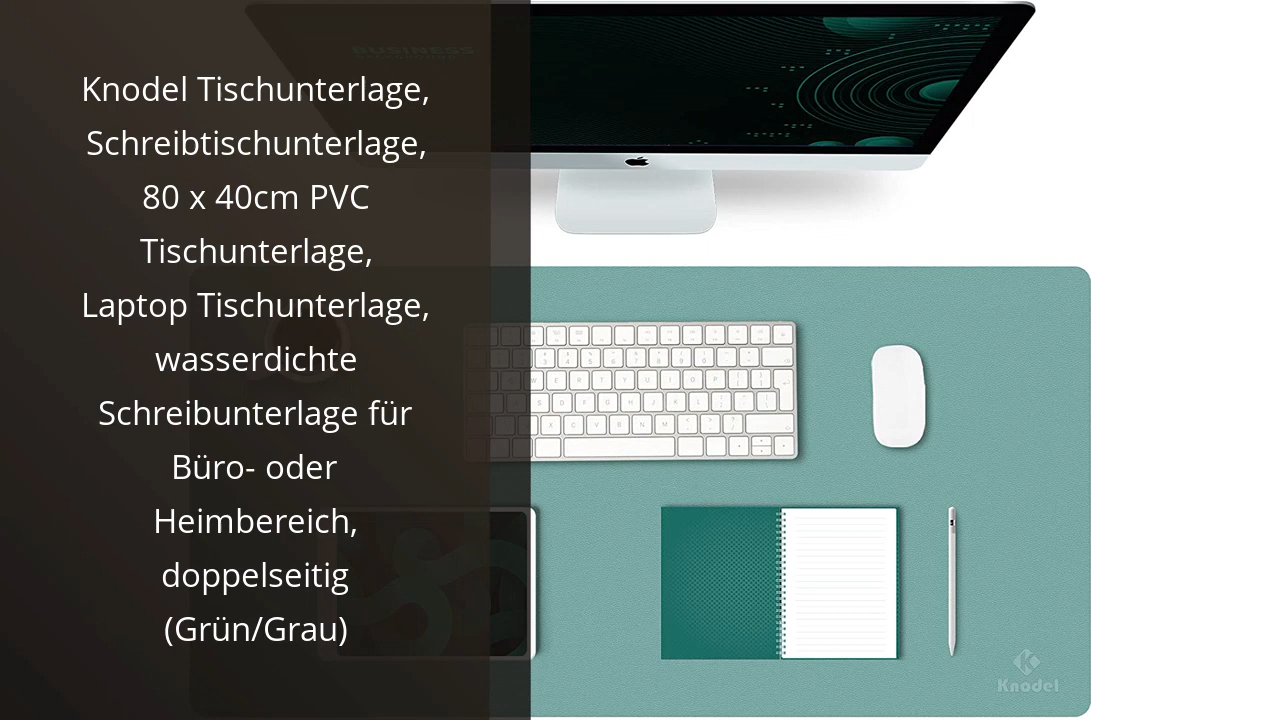 BUSINESS
Knodel Tischunterlage,
Schreibtischunterlage,
80 x 40cm PVC
Tischunterlage,
Laptop Tischunterlage,
wasserdichte
Schreibunterlage für
Büro- oder
Heimbereich,
doppelseitig
(Grün/Grau)
Knodel